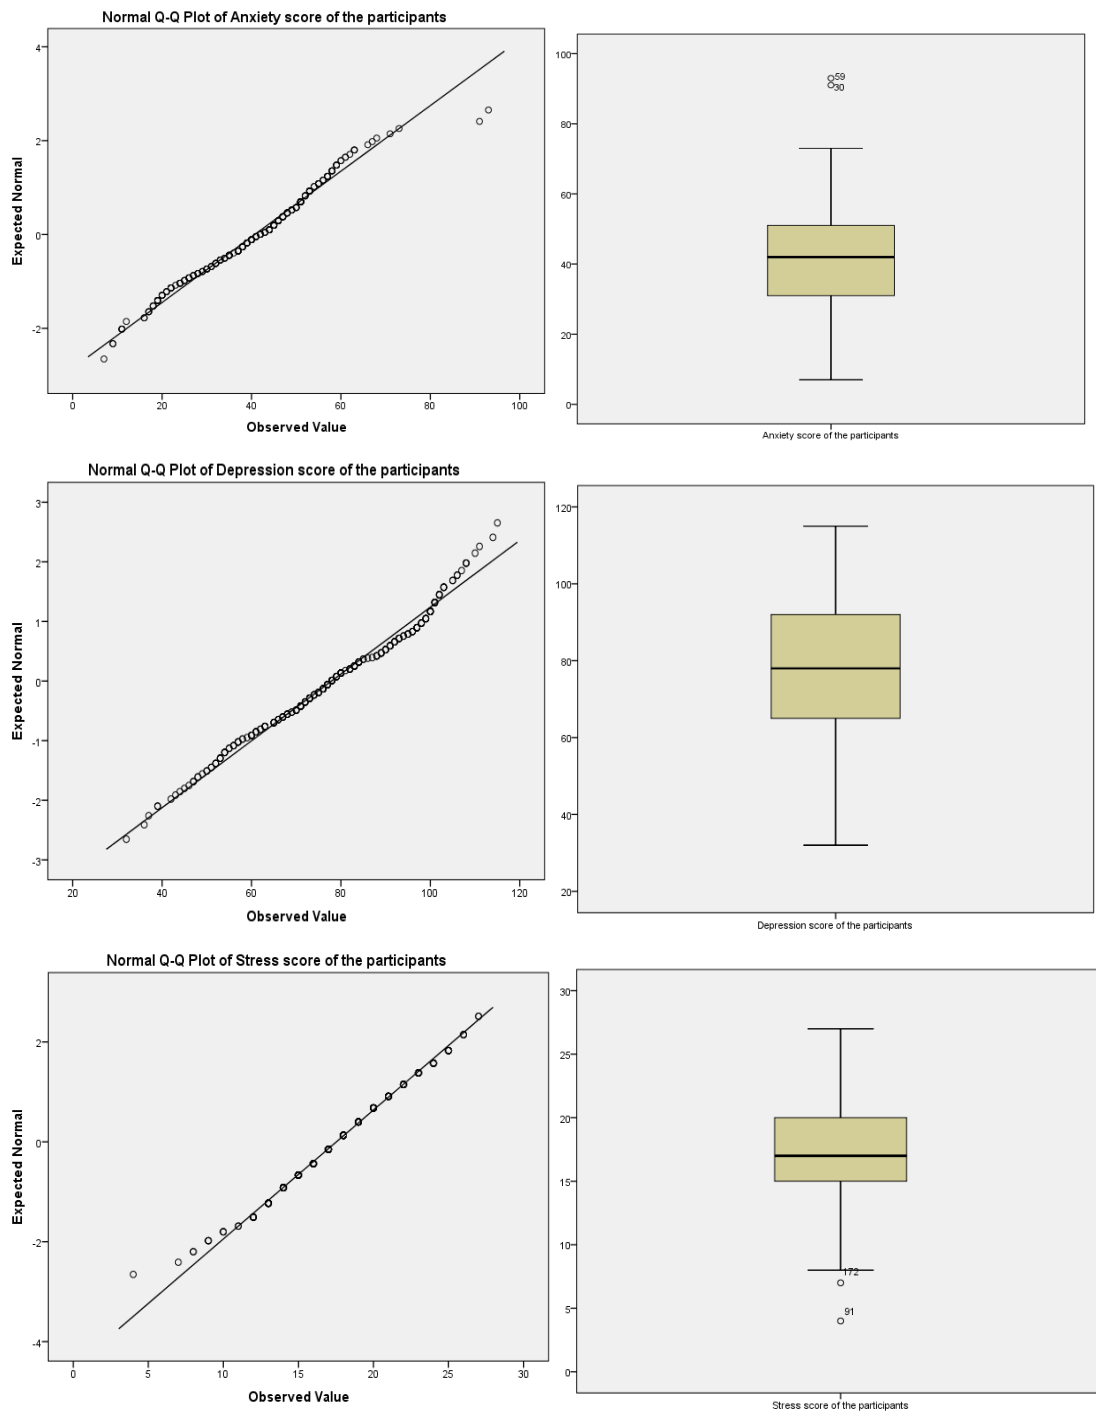 Normal Q-Q Plot of Anxiety score of the participants
4
2
0
-2
Expected Normal
0 20 40 60 80 100
Observed Value
100
80
60
40
20
0
59
30
Anxiety score of the participants
Normal Q-Q Plot of Depression score of the participants
3
2
1
0
-1
-2
-3
Expected Normal
20 40 60 80 100 120
Observed Value
120
100
80
60
40
20
Depression score of the participants
Normal Q-Q Plot of Stress score of the participants
2
0
-2
-4
Expected Normal
0 5 10 15 20 25 30
Observed Value
30
25
20
15
10
5
0
172
91
Stress score of the participants